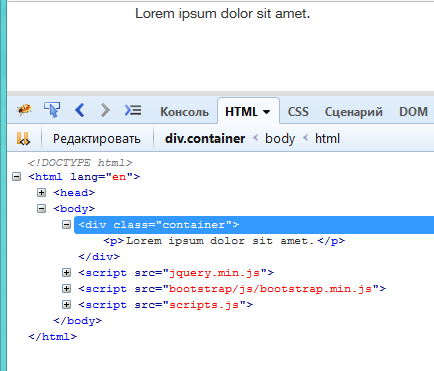 Lorem ipsum dolor sit amet.
Консоль HTML CSS Сценарий DOM
Редактировать div.container < body < html
<!DOCTYPE html>
<html lang="en">
<head>
<body>
<div class="container">
<p>Lorem ipsum dolor sit amet.</p>
</div>
<script src="jquery.min.js">
<script src="bootstrap/js/bootstrap.min.js">
<script src="scripts.js">
</body>
</html>